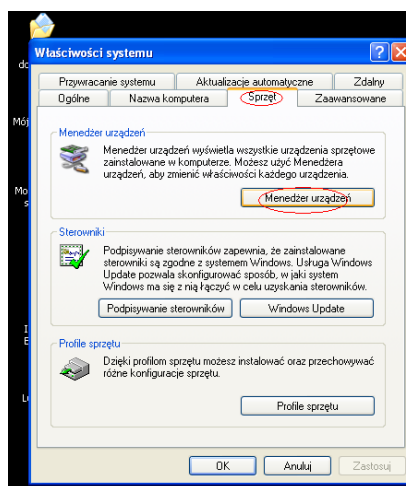 dc
Mój
Mo
s
I
E
Lu
Właściwości systemu
Przywracanie systemu
Aktualizacje automatyczne
Zdalny
Ogólne
Nazwa komputera
Sprzęt
Zaawansowane
Menedżer urządzeń
Menedżer urządzeń wyświetla wszystkie urządzenia sprzętowe
zainstalowane w komputerze. Możesz użyć Menedżera
urządzeń, aby zmienić właściwości każdego urządzenia.
Menedżer urządzeń
Sterowniki
Podpisywanie sterowników zapewnia, że zainstalowane
sterowniki są zgodne z systemem Windows. Usługa Windows
Update pozwala skonfigurować sposób, w jaki system
Windows ma się z nią łączyć w celu uzyskania sterowników.
Podpisywanie sterowników
Windows Update
Profile sprzętu
Dzięki profilom sprzętu możesz instalować oraz przechowywać
różne konfiguracje sprzętu.
Profile sprzętu
OK
Anuluj
Zastosuj